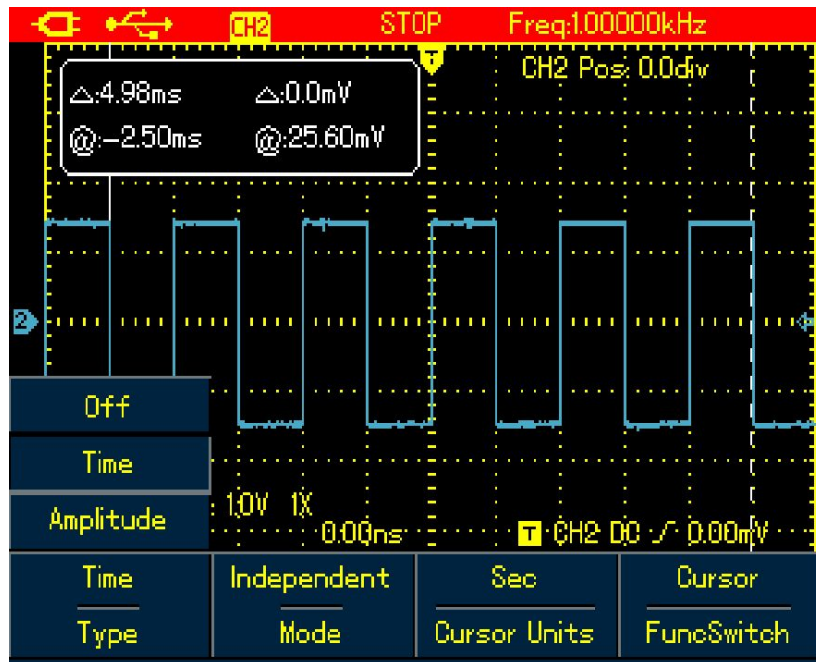 CH2 STOP Freq:1.00000kHz
T
CH2 Pos: 0.0div
△:4.98ms △:0.0mV
@:-2.50ms @:25.60mV
2
Off
Time
Amplitude
: 1.0V 1X
0.00ns T CH2 DC 0.00mV
Time Independent Sec Cursor
Type Mode Cursor Units FuncSwitch